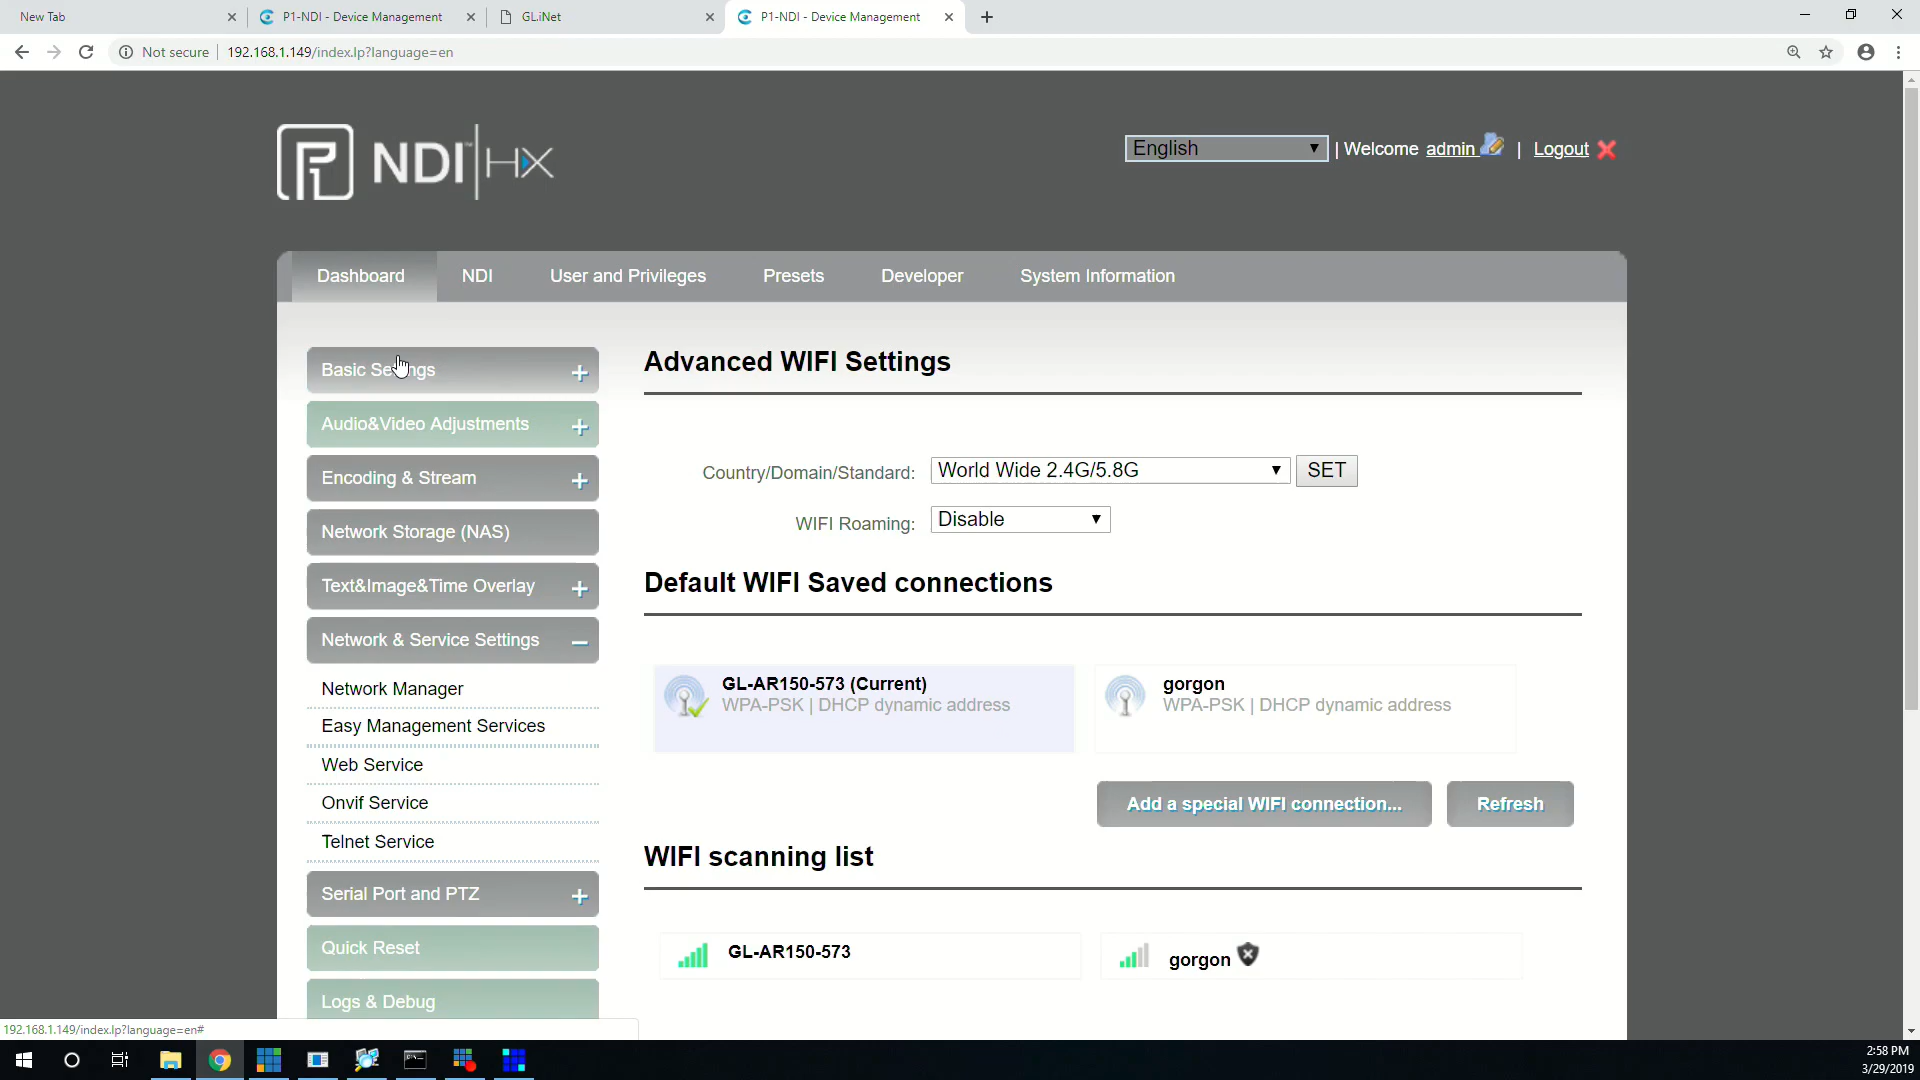 New Tab
P1-NDI - Device Management
GL.iNet
P1-NDI - Device Management
Not secure
192.168.1.149/index.lp?language=en
NDI™ HX
English
| Welcome admin | Logout
Dashboard
NDI
User and Privileges
Presets
Developer
System Information
Basic Settings
Audio&Video Adjustments
Encoding & Stream
Network Storage (NAS)
Text&Image&Time Overlay
Network & Service Settings
Network Manager
Easy Management Services
Web Service
Onvif Service
Telnet Service
Serial Port and PTZ
Quick Reset
Logs & Debug
Advanced WIFI Settings
Country/Domain/Standard: World Wide 2.4G/5.8G SET
WIFI Roaming: Disable
Default WIFI Saved connections
GL-AR150-573 (Current)
WPA-PSK | DHCP dynamic address
gorgon
WPA-PSK | DHCP dynamic address
Add a special WIFI connection...
Refresh
WIFI scanning list
GL-AR150-573
gorgon
192.168.1.149/index.lp?language=en#
2:58 PM
3/29/2019